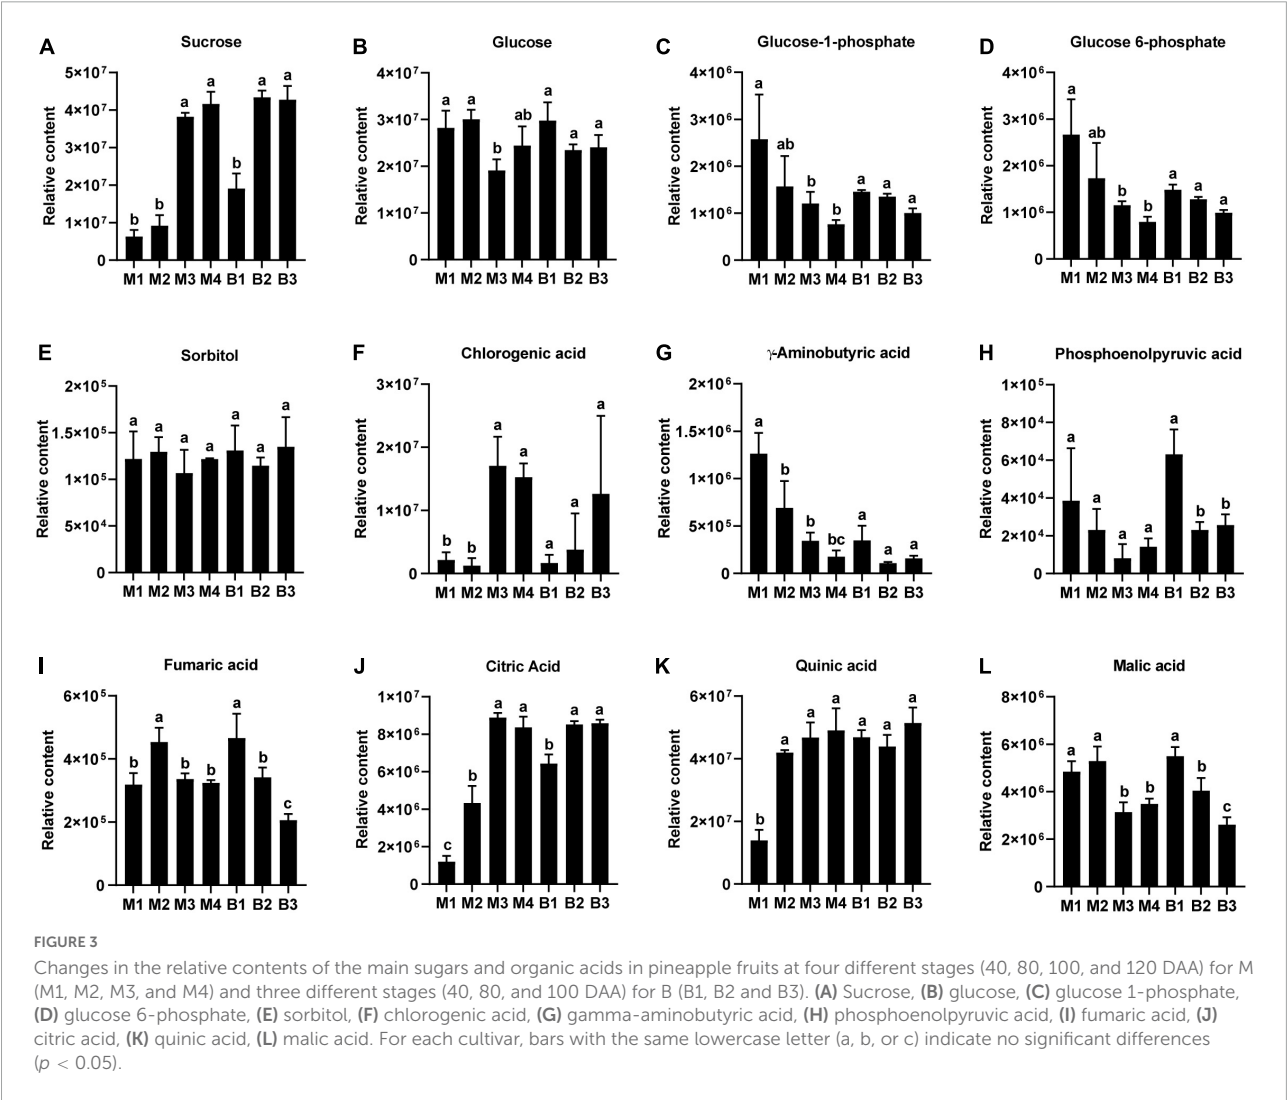 A Sucrose
5×10⁷
4×10⁷
3×10⁷
2×10⁷
1×10⁷
0
Relative content
b b a a b a a
M1 M2 M3 M4 B1 B2 B3
B Glucose
4×10⁷
3×10⁷
2×10⁷
1×10⁷
0
Relative content
a a b ab a a a
M1 M2 M3 M4 B1 B2 B3
C Glucose-1-phosphate
4×10⁶
3×10⁶
2×10⁶
1×10⁶
0
Relative content
a ab b b a a a
M1 M2 M3 M4 B1 B2 B3
D Glucose 6-phosphate
4×10⁶
3×10⁶
2×10⁶
1×10⁶
0
Relative content
a ab b b a a a
M1 M2 M3 M4 B1 B2 B3
E Sorbitol
2×10⁵
1.5×10⁵
1×10⁵
5×10⁴
0
Relative content
a a a a a a a
M1 M2 M3 M4 B1 B2 B3
F Chlorogenic acid
3×10⁷
2×10⁷
1×10⁷
0
Relative content
b b a a a a a
M1 M2 M3 M4 B1 B2 B3
G γ-Aminobutyric acid
2×10⁶
1.5×10⁶
1×10⁶
5×10⁵
0
Relative content
a b b bc a a a
M1 M2 M3 M4 B1 B2 B3
H Phosphoenolpyruvic acid
1×10⁵
8×10⁴
6×10⁴
4×10⁴
2×10⁴
0
Relative content
a a a a a b b
M1 M2 M3 M4 B1 B2 B3
I Fumaric acid
6×10⁵
4×10⁵
2×10⁵
0
Relative content
b a b b a b c
M1 M2 M3 M4 B1 B2 B3
J Citric Acid
1×10⁷
8×10⁶
6×10⁶
4×10⁶
2×10⁶
0
Relative content
c b a a b a a
M1 M2 M3 M4 B1 B2 B3
K Quinic acid
6×10⁷
4×10⁷
2×10⁷
0
Relative content
b a a a a a a
M1 M2 M3 M4 B1 B2 B3
L Malic acid
8×10⁶
6×10⁶
4×10⁶
2×10⁶
0
Relative content
a a b b a b c
M1 M2 M3 M4 B1 B2 B3
FIGURE 3
Changes in the relative contents of the main sugars and organic acids in pineapple fruits at four different stages (40, 80, 100, and 120 DAA) for M
(M1, M2, M3, and M4) and three different stages (40, 80, and 100 DAA) for B (B1, B2 and B3). (A) Sucrose, (B) glucose, (C) glucose 1-phosphate,
(D) glucose 6-phosphate, (E) sorbitol, (F) chlorogenic acid, (G) gamma-aminobutyric acid, (H) phosphoenolpyruvic acid, (I) fumaric acid, (J)
citric acid, (K) quinic acid, (L) malic acid. For each cultivar, bars with the same lowercase letter (a, b, or c) indicate no significant differences
(p < 0.05).